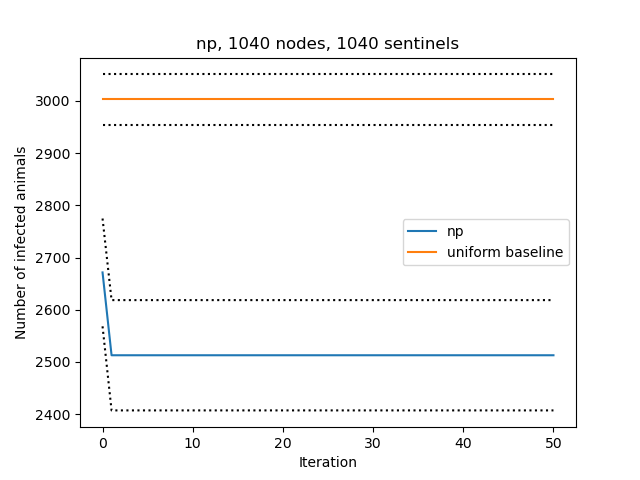 np, 1040 nodes, 1040 sentinels
3000
2900
2800
2700
2600
2500
2400
Number of infected animals
np
uniform baseline
0 10 20 30 40 50
Iteration